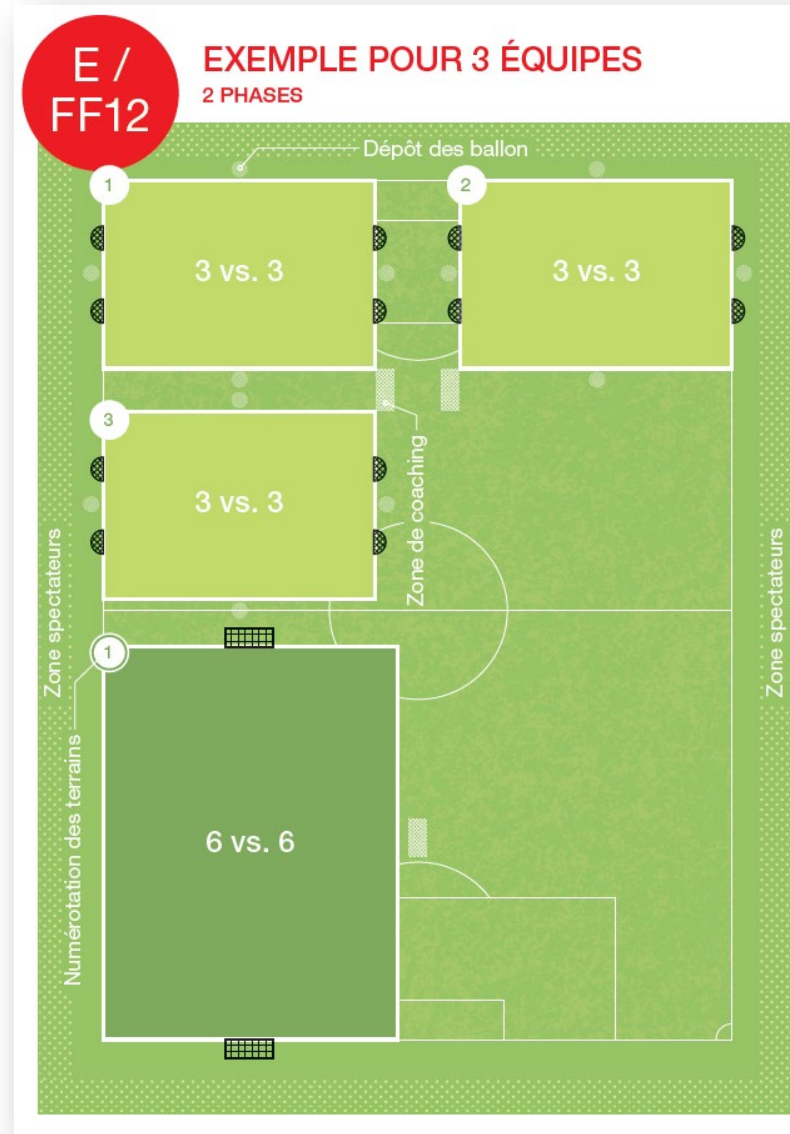 E /
FF12
EXEMPLE POUR 3 ÉQUIPES
2 PHASES
Dépôt des ballon
1
2
3 vs. 3
3 vs. 3
3
3 vs. 3
Zone de coaching
Zone spectateurs
Zone spectateurs
1
Numérotation des terrains
6 vs. 6